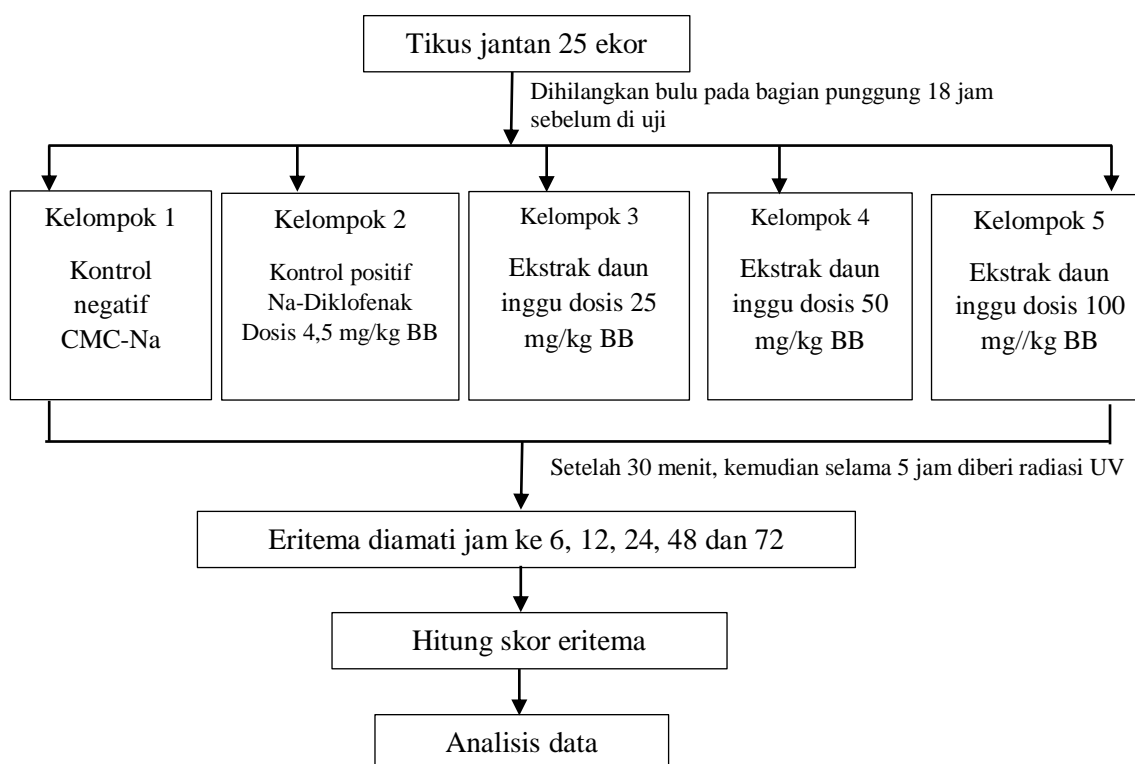 Tikus jantan 25 ekor
Dihilangkan bulu pada bagian punggung 18 jam
sebelum di uji
Kelompok 1
Kontrol
negatif
CMC-Na
Kelompok 2
Kontrol positif
Na-Diklofenak
Dosis 4,5 mg/kg BB
Kelompok 3
Ekstrak daun
inggu dosis 25
mg/kg BB
Kelompok 4
Ekstrak daun
inggu dosis 50
mg/kg BB
Kelompok 5
Ekstrak daun
inggu dosis 100
mg//kg BB
Setelah 30 menit, kemudian selama 5 jam diberi radiasi UV
Eritema diamati jam ke 6, 12, 24, 48 dan 72
Hitung skor eritema
Analisis data